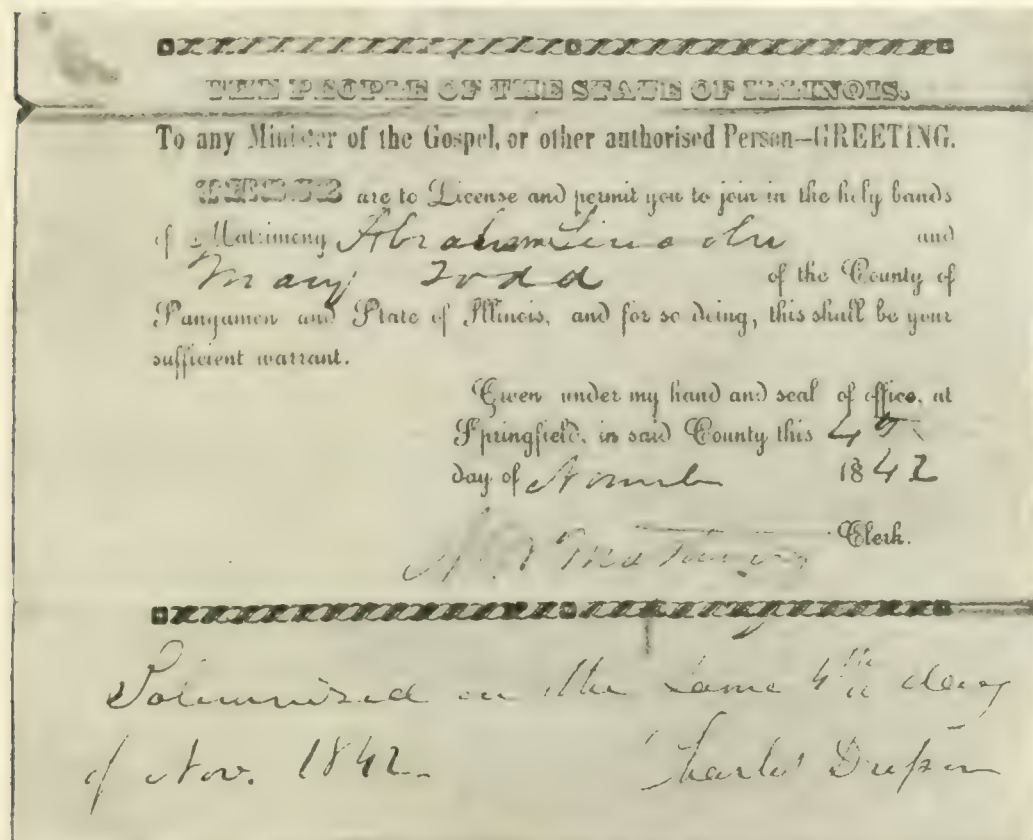 THE PEOPLE OF THE STATE OF ILLINOIS.
To any Minister of the Gospel, or other authorised Person—GREETING.
THESE are to License and permit you to join in the holy bands
of Matrimony Abraham Lincoln and
Mary Todd of the County of
Sangamon and State of Illinois, and for so doing, this shall be your
sufficient warrant.
Given under my hand and seal of office, at
Springfield, in said County this 4th
day of November 1842
N. W. Matheny Clerk.
Solemnized on the same 4th day
of Nov. 1842. Charles Dresser